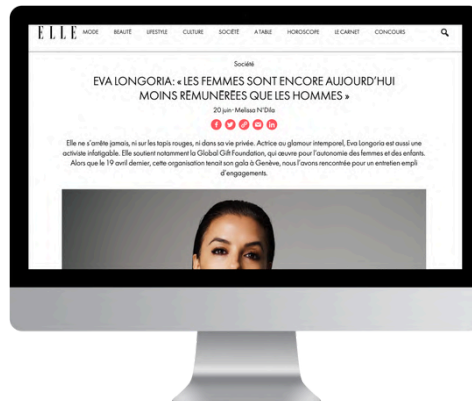 ELLE MODE BEAUTÉ LIFESTYLE CULTURE SOCIÉTÉ A TABLE HOROSCOPE LE CARNET CONCOURS
Société
EVA LONGORIA: « LES FEMMES SONT ENCORE AUJOURD'HUI
MOINS RÉMUNÉRÉES QUE LES HOMMES »
20 juin- Melissa N'Dila
Elle ne s'arrête jamais, ni sur les tapis rouges, ni dans sa vie privée. Actrice au glamour intemporel, Eva Longoria est aussi une
activiste infatigable. Elle soutient notamment la Global Gift Foundation, qui œuvre pour l'autonomie des femmes et des enfants.
Alors que le 19 avril dernier, cette organisation tenait son gala à Genève, nous l'avons rencontrée pour un entretien empli
d'engagements.